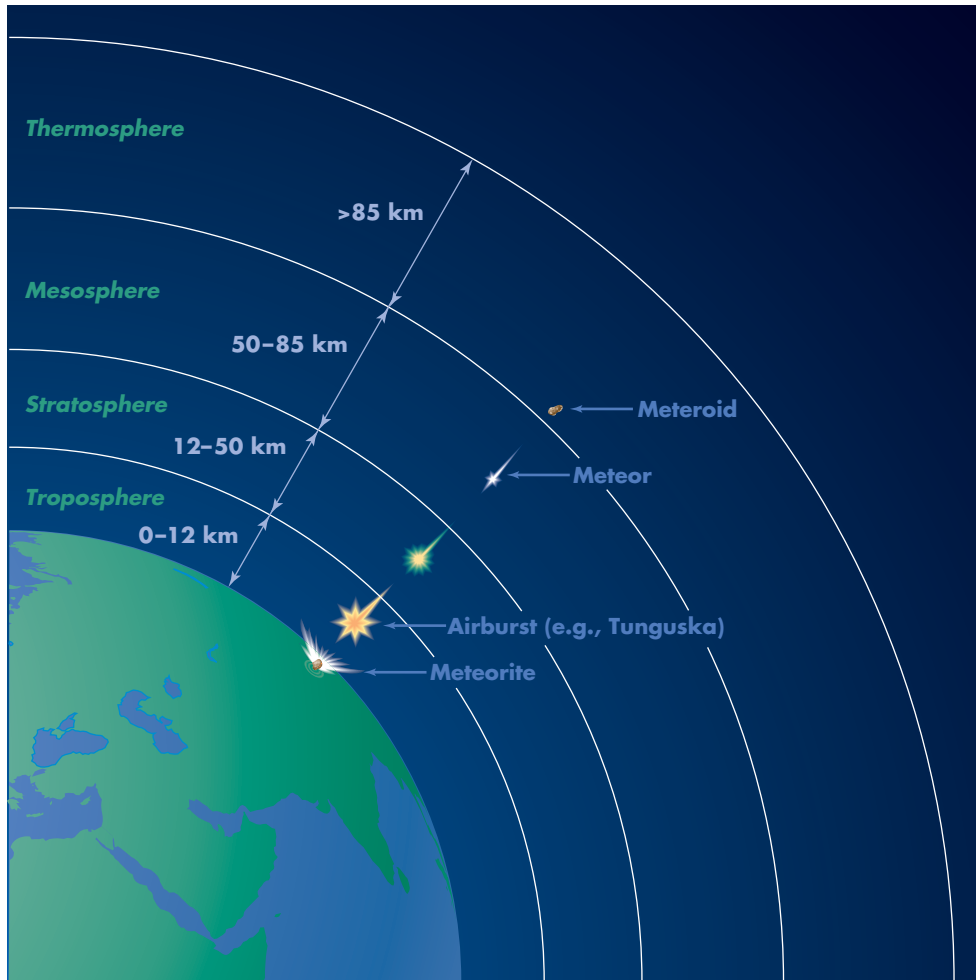 Thermosphere
>85 km
Mesosphere
50–85 km
Stratosphere
Meteroid
12–50 km
Meteor
Troposphere
0–12 km
Airburst (e.g., Tunguska)
Meteorite